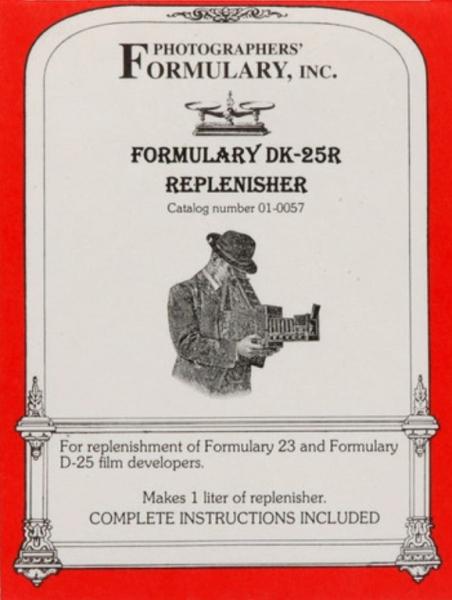 PHOTOGRAPHERS'
FORMULARY, INC.
FORMULARY DK-25R
REPLENISHER
Catalog number 01-0057
For replenishment of Formulary 23 and Formulary
D-25 film developers.
Makes 1 liter of replenisher.
COMPLETE INSTRUCTIONS INCLUDED